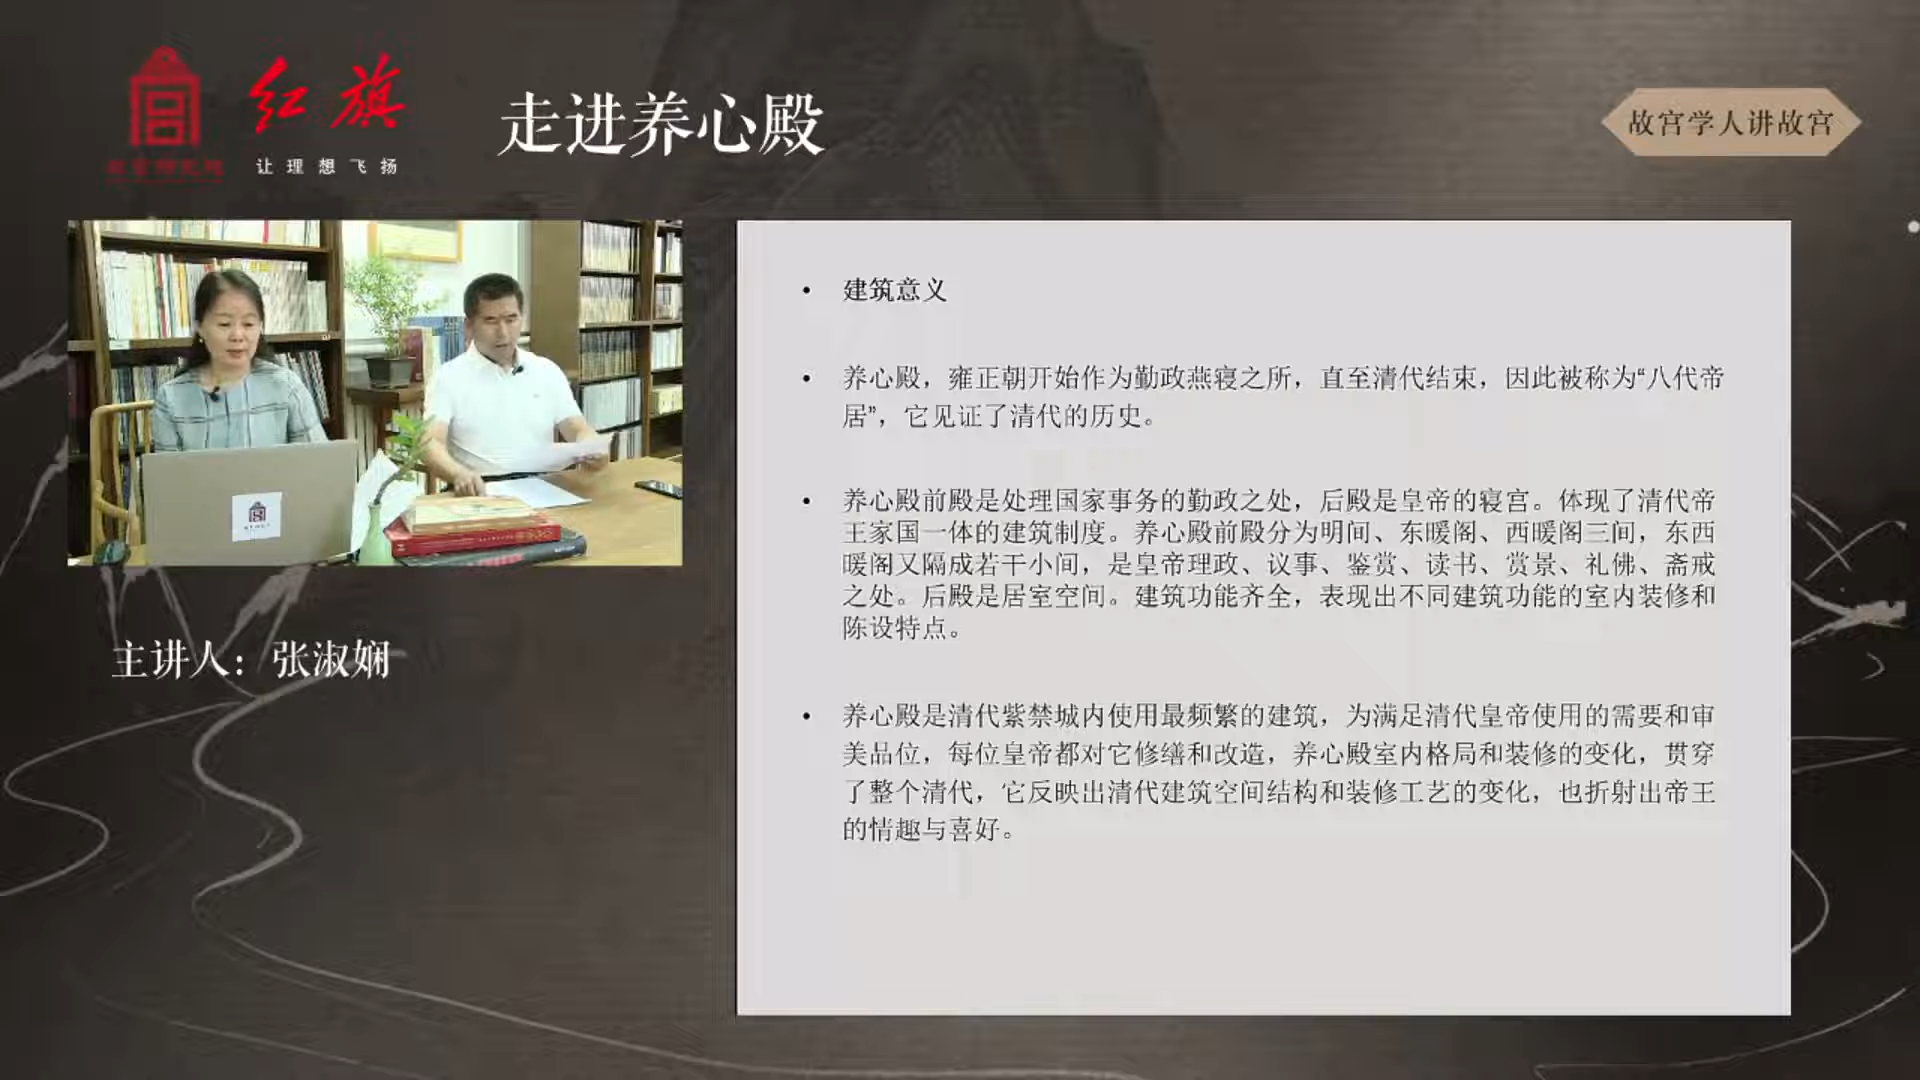 红旗
让理想飞扬
走进养心殿
故宫学人讲故宫
主讲人：张淑娴
• 建筑意义
• 养心殿，雍正朝开始作为勤政燕寝之所，直至清代结束，因此被称为“八代帝
居”，它见证了清代的历史。
• 养心殿前殿是处理国家事务的勤政之处，后殿是皇帝的寝宫。体现了清代帝
王家国一体的建筑制度。养心殿前殿分为明间、东暖阁、西暖阁三间，东西
暖阁又隔成若干小间，是皇帝理政、议事、鉴赏、读书、赏景、礼佛、斋戒
之处。后殿是居室空间。建筑功能齐全，表现出不同建筑功能的室内装修和
陈设特点。
• 养心殿是清代紫禁城内使用最频繁的建筑，为满足清代皇帝使用的需要和审
美品位，每位皇帝都对它修缮和改造，养心殿室内格局和装修的变化，贯穿
了整个清代，它反映出清代建筑空间结构和装修工艺的变化，也折射出帝王
的情趣与喜好。